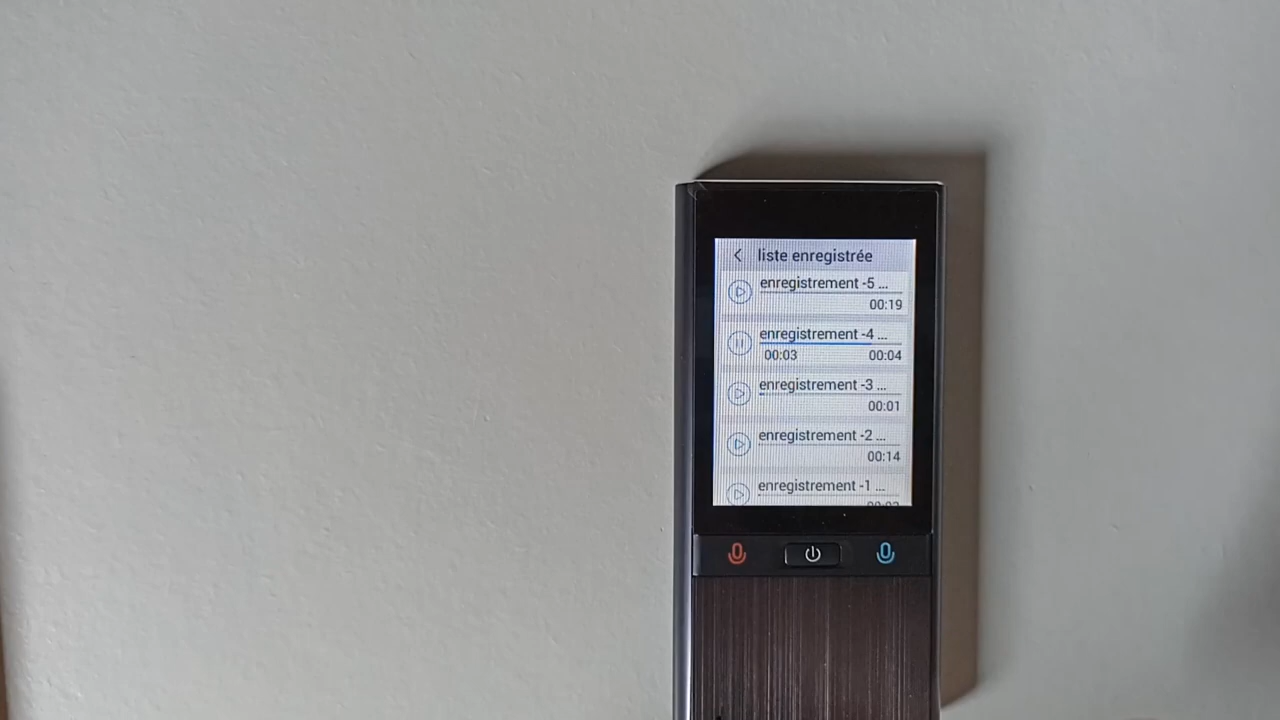 liste enregistrée
enregistrement -5 ...
00:19
enregistrement -4 ...
00:03 00:04
enregistrement -3 ...
00:01
enregistrement -2 ...
00:14
enregistrement -1 ...